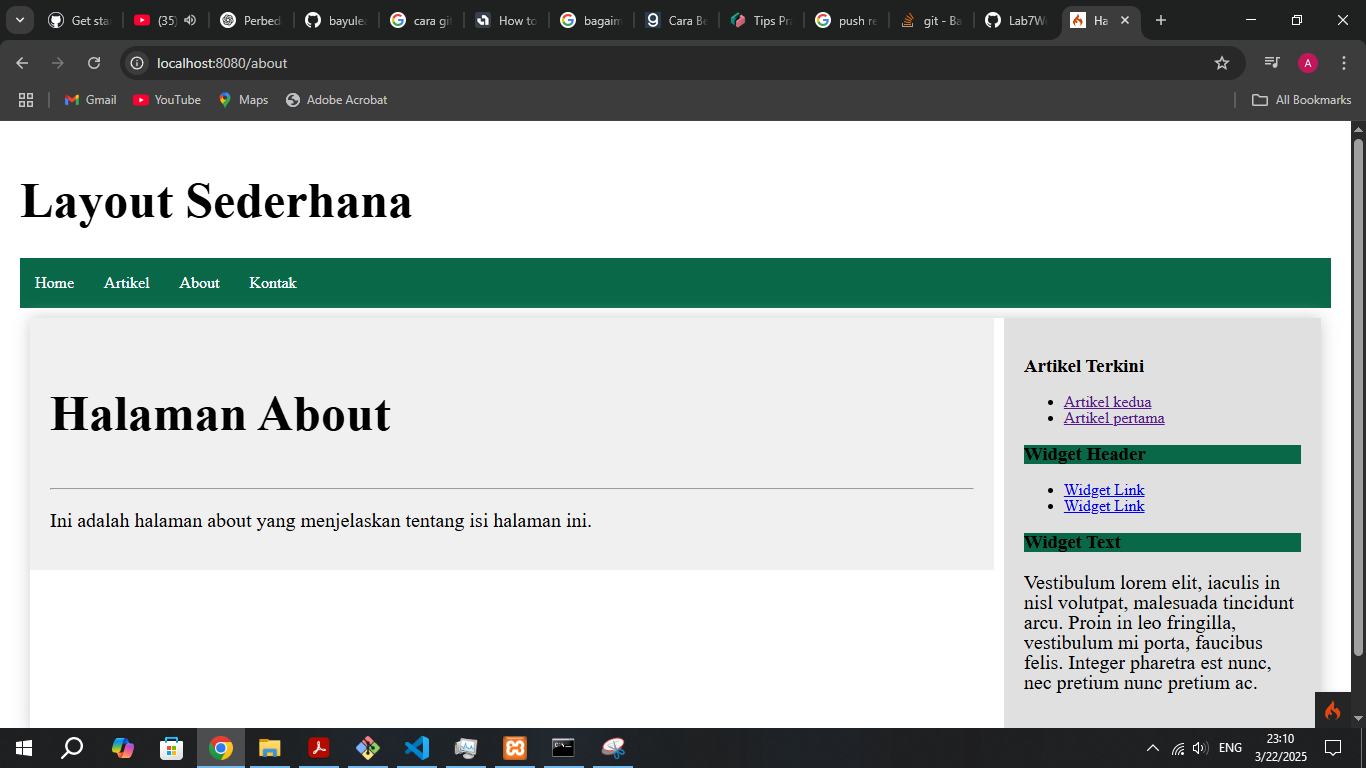 Get sta
(35)
Perbed
bayulea
cara git
How to
bagaim
Cara Be
Tips Pra
push re
git - Ba
Lab7We
Ha
localhost:8080/about
A
Gmail
YouTube
Maps
Adobe Acrobat
All Bookmarks
Layout Sederhana
Home
Artikel
About
Kontak
Halaman About
Ini adalah halaman about yang menjelaskan tentang isi halaman ini.
Artikel Terkini
Artikel kedua
Artikel pertama
Widget Header
Widget Link
Widget Link
Widget Text
Vestibulum lorem elit, iaculis in
nisl volutpat, malesuada tincidunt
arcu. Proin in leo fringilla,
vestibulum mi porta, faucibus
felis. Integer pharetra est nunc,
nec pretium nunc pretium ac.
ENG
23:10
3/22/2025